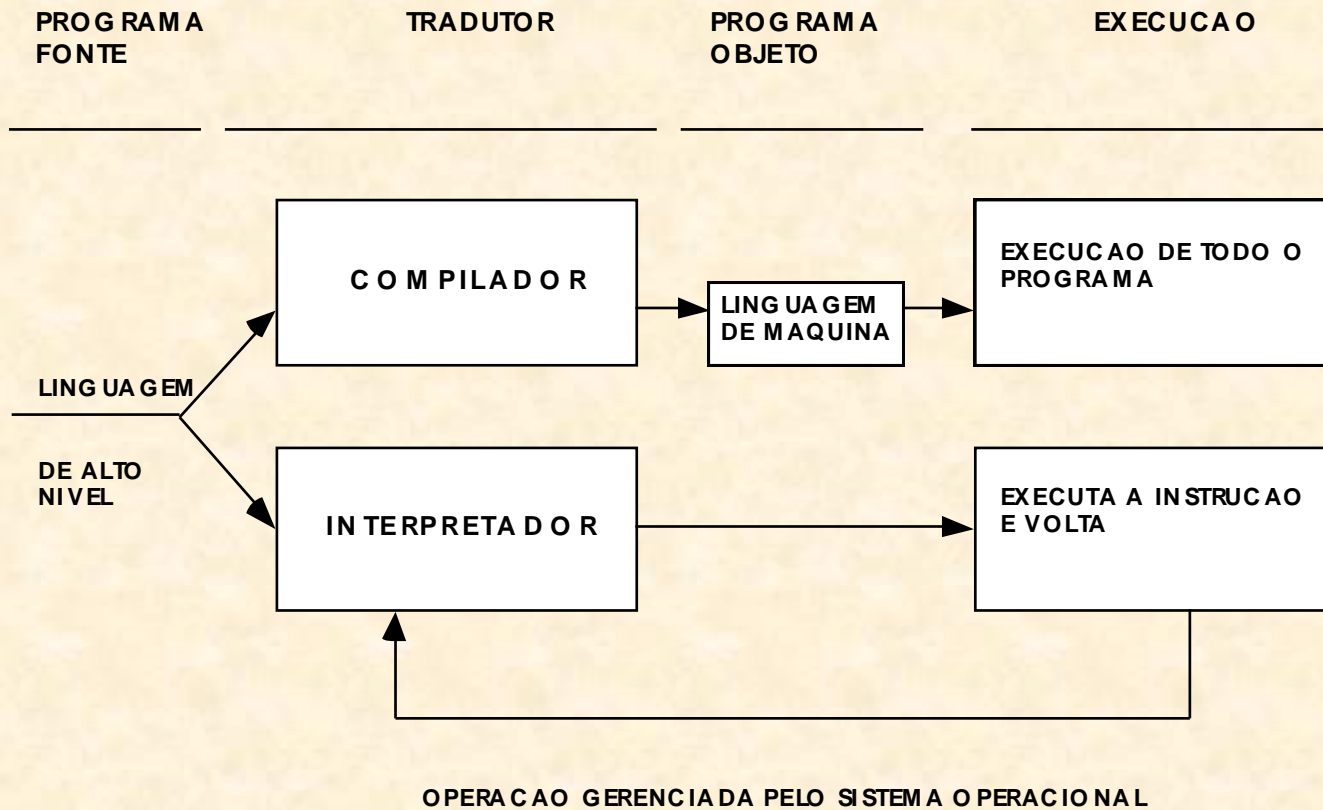 PROGRAMA
FONTE
TRADUTOR
PROGRAMA
OBJETO
EXECUCAO
COMPILADOR
LINGUAGEM
DE MAQUINA
EXECUCAO DE TODO O
PROGRAMA
LINGUAGEM
DE ALTO
NIVEL
INTERPRETADOR
EXECUTA A INSTRUCAO
E VOLTA
OPERACAO GERENCIADA PELO SISTEMA OPERACIONAL